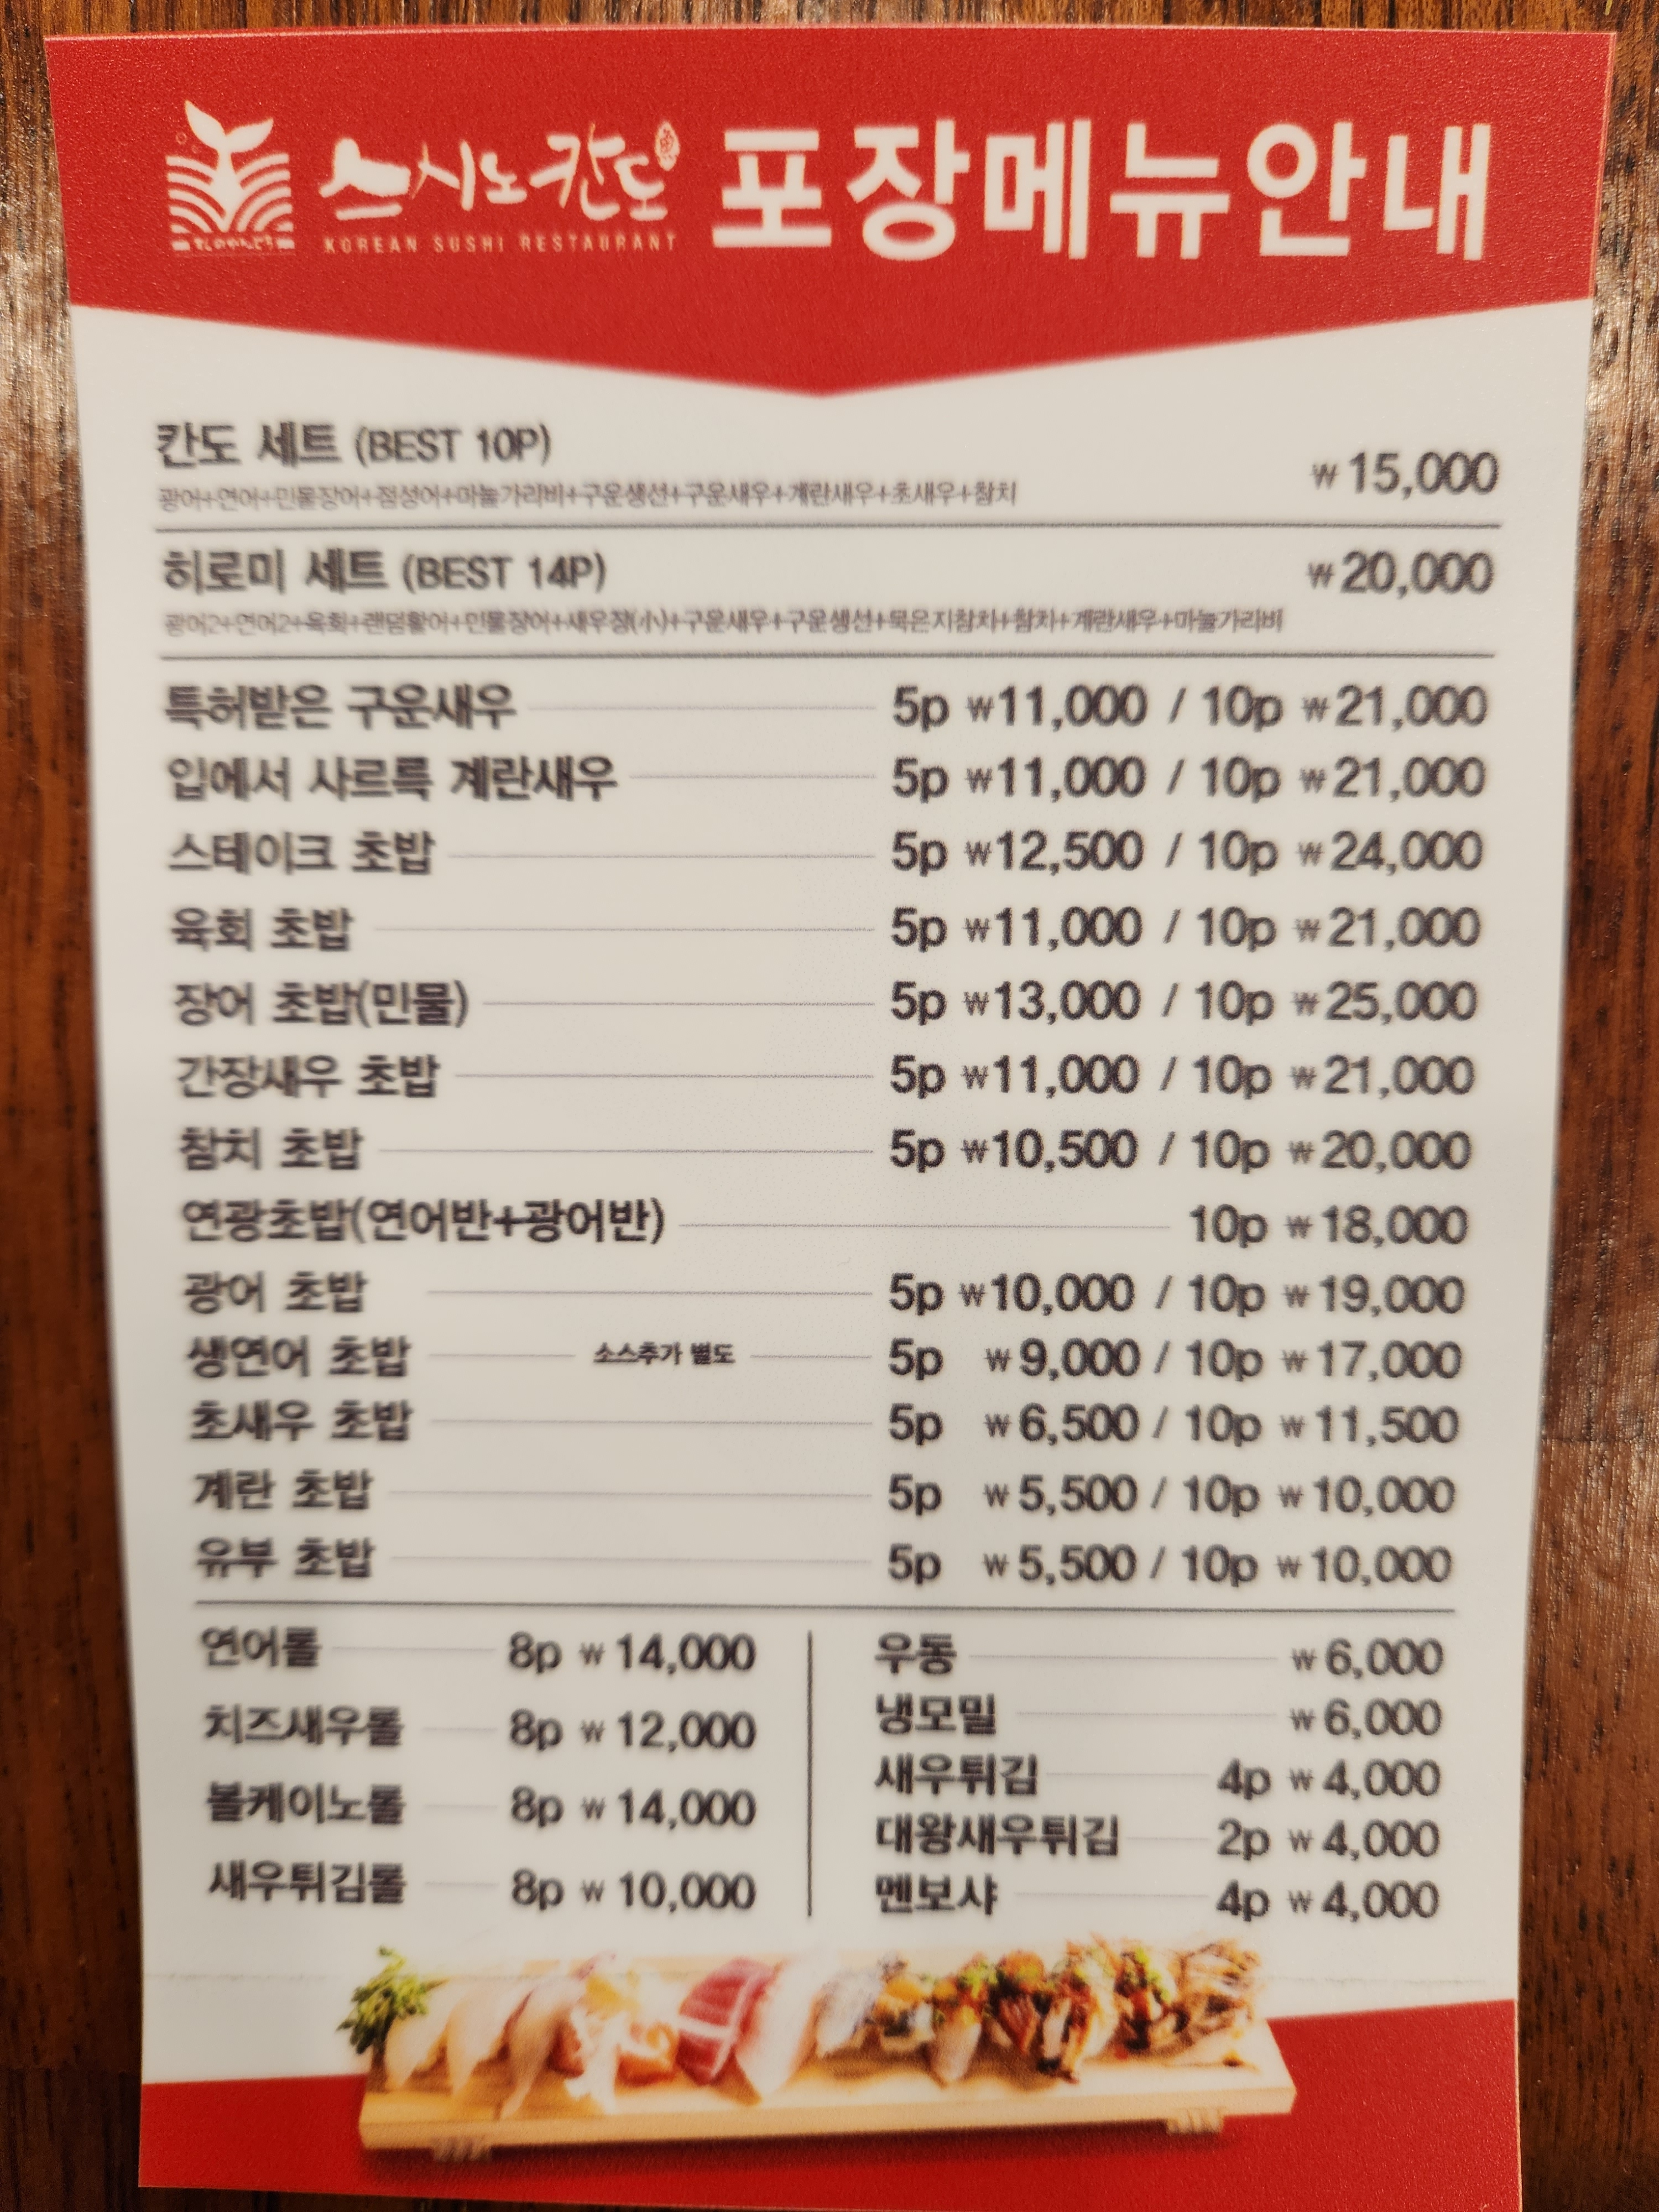 스시노칸도 포장메뉴안내
KOREAN SUSHI RESTAURANT
칸도 세트 (BEST 10P) ₩15,000
광어+연어+민물장어+점성어+마늘가리비+구운생선+구운새우+계란새우+초새우+참치
히로미 세트 (BEST 14P) ₩20,000
광어2+연어2+육회+랜덤활어+민물장어+새우장(小)+구운새우+구운생선+묵은지참치+참치+계란새우+마늘가리비
특허받은 구운새우 5p ₩11,000 / 10p ₩21,000
입에서 사르륵 계란새우 5p ₩11,000 / 10p ₩21,000
스테이크 초밥 5p ₩12,500 / 10p ₩24,000
육회 초밥 5p ₩11,000 / 10p ₩21,000
장어 초밥(민물) 5p ₩13,000 / 10p ₩25,000
간장새우 초밥 5p ₩11,000 / 10p ₩21,000
참치 초밥 5p ₩10,500 / 10p ₩20,000
연광초밥(연어반+광어반) 10p ₩18,000
광어 초밥 5p ₩10,000 / 10p ₩19,000
생연어 초밥 소스추가 별도 5p ₩9,000 / 10p ₩17,000
초새우 초밥 5p ₩6,500 / 10p ₩11,500
계란 초밥 5p ₩5,500 / 10p ₩10,000
유부 초밥 5p ₩5,500 / 10p ₩10,000
연어롤 8p ₩14,000
치즈새우롤 8p ₩12,000
볼케이노롤 8p ₩14,000
새우튀김롤 8p ₩10,000
우동 ₩6,000
냉모밀 ₩6,000
새우튀김 4p ₩4,000
대왕새우튀김 2p ₩4,000
멘보샤 4p ₩4,000